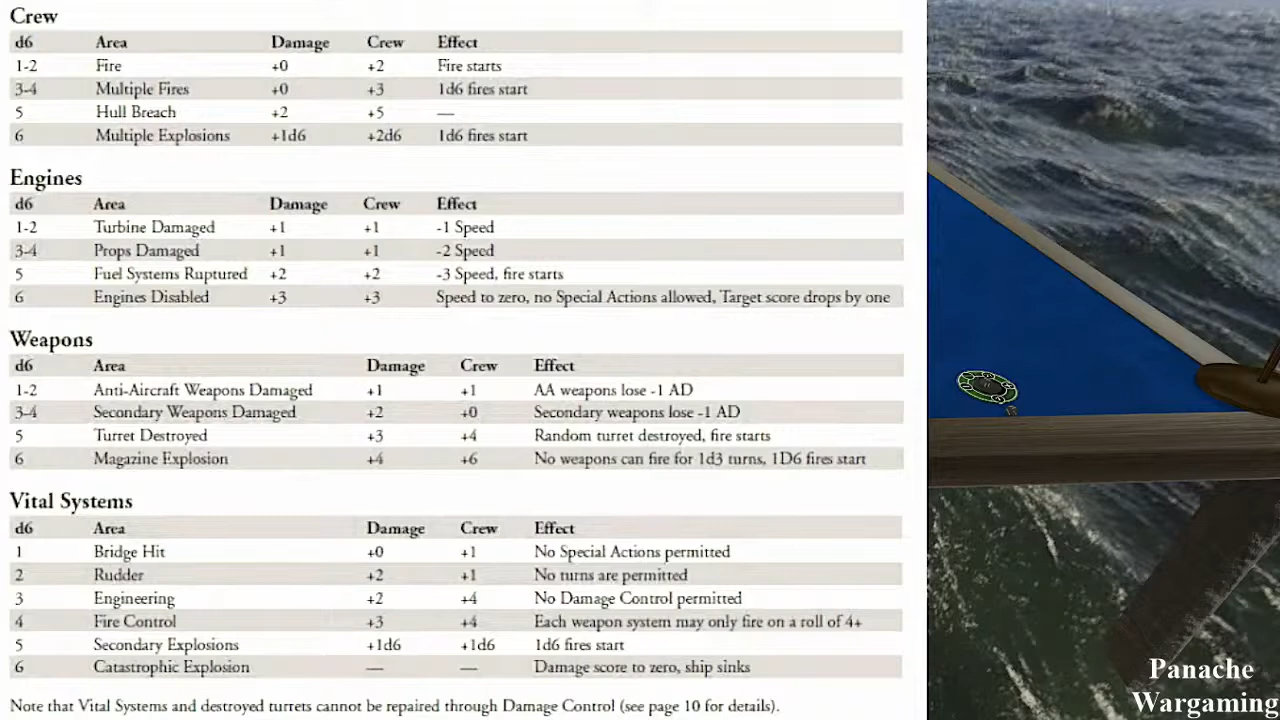 Crew
d6 Area Damage Crew Effect
1-2 Fire +0 +2 Fire starts
3-4 Multiple Fires +0 +3 1d6 fires start
5 Hull Breach +2 +5 —
6 Multiple Explosions +1d6 +2d6 1d6 fires start
Engines
d6 Area Damage Crew Effect
1-2 Turbine Damaged +1 +1 -1 Speed
3-4 Props Damaged +1 +1 -2 Speed
5 Fuel Systems Ruptured +2 +2 -3 Speed, fire starts
6 Engines Disabled +3 +3 Speed to zero, no Special Actions allowed, Target score drops by one
Weapons
d6 Area Damage Crew Effect
1-2 Anti-Aircraft Weapons Damaged +1 +1 AA weapons lose -1 AD
3-4 Secondary Weapons Damaged +2 +0 Secondary weapons lose -1 AD
5 Turret Destroyed +3 +4 Random turret destroyed, fire starts
6 Magazine Explosion +4 +6 No weapons can fire for 1d3 turns, 1D6 fires start
Vital Systems
d6 Area Damage Crew Effect
1 Bridge Hit +0 +1 No Special Actions permitted
2 Rudder +2 +1 No turns are permitted
3 Engineering +2 +4 No Damage Control permitted
4 Fire Control +3 +4 Each weapon system may only fire on a roll of 4+
5 Secondary Explosions +1d6 +1d6 1d6 fires start
6 Catastrophic Explosion — — Damage score to zero, ship sinks
Note that Vital Systems and destroyed turrets cannot be repaired through Damage Control (see page 10 for details).
Panache
Wargaming